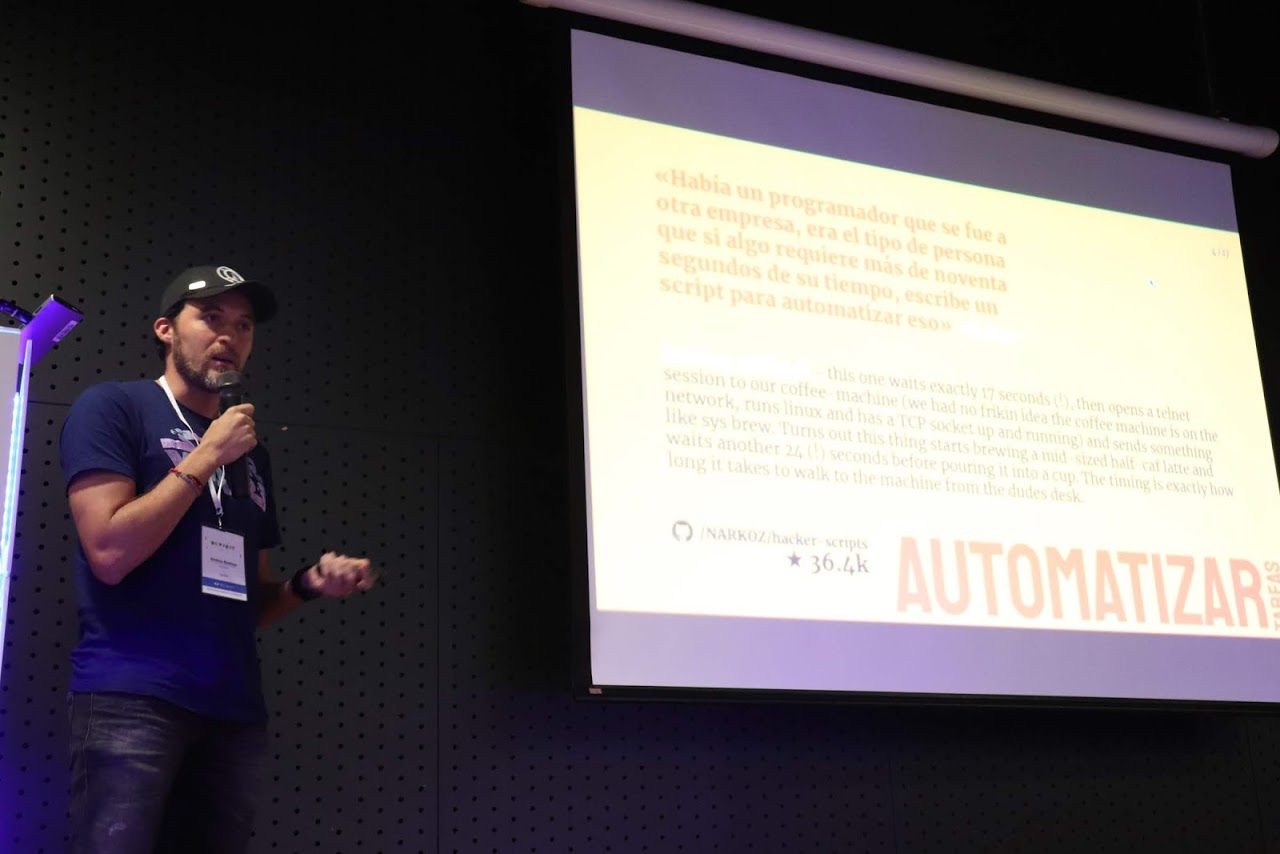 «Había un programador que se fue a
otra empresa, era el tipo de persona
que si algo requiere más de noventa
segundos de su tiempo, escribe un
script para automatizar eso»
4/17
– this one waits exactly 17 seconds (!), then opens a telnet
session to our coffee-machine (we had no frikin idea the coffee machine is on the
network, runs linux and has a TCP socket up and running) and sends something
like sys brew. Turns out this thing starts brewing a mid-sized half-caf latte and
waits another 24 (!) seconds before pouring it into a cup. The timing is exactly how
long it takes to walk to the machine from the dudes desk.
/NARKOZ/hacker-scripts
★ 36.4k
AUTOMATIZAR
TAREAS